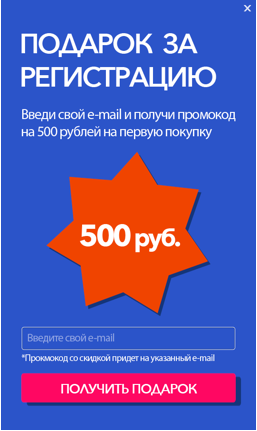 ПОДАРОК ЗА
РЕГИСТРАЦИЮ
Введи свой e-mail и получи промокод
на 500 рублей на первую покупку
500 руб.
Введите свой e-mail
*Прокмокод со скидкой придет на указанный e-mail
ПОЛУЧИТЬ ПОДАРОК